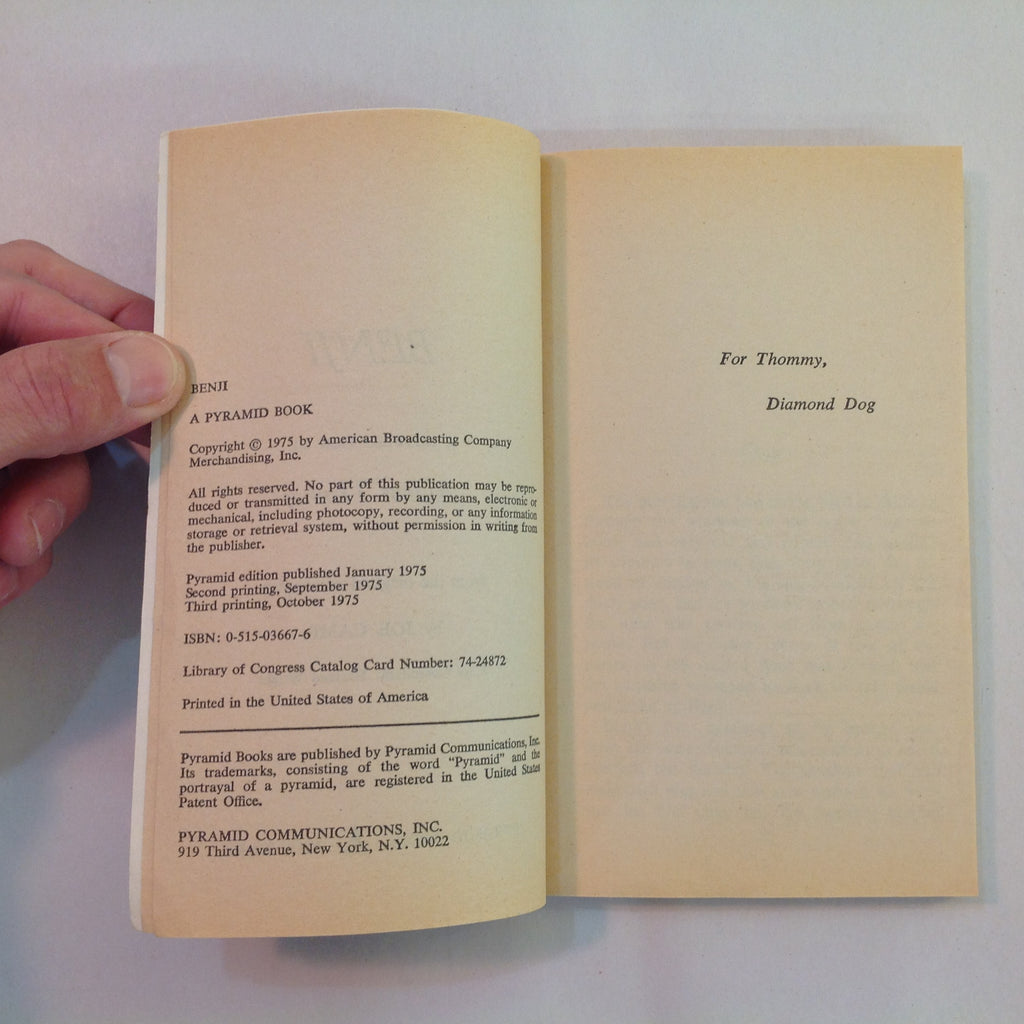 BENJI
A PYRAMID BOOK
Copyright © 1975 by American Broadcasting Company
Merchandising, Inc.
All rights reserved. No part of this publication may be repro-
duced or transmitted in any form by any means, electronic or
mechanical, including photocopy, recording, or any information
storage or retrieval system, without permission in writing from
the publisher.
Pyramid edition published January 1975
Second printing, September 1975
Third printing, October 1975
ISBN: 0-515-03667-6
Library of Congress Catalog Card Number: 74-24872
Printed in the United States of America
Pyramid Books are published by Pyramid Communications, Inc.
Its trademarks, consisting of the word "Pyramid" and the
portrayal of a pyramid, are registered in the United States
Patent Office.
PYRAMID COMMUNICATIONS, INC.
919 Third Avenue, New York, N.Y. 10022
For Thommy,
Diamond Dog